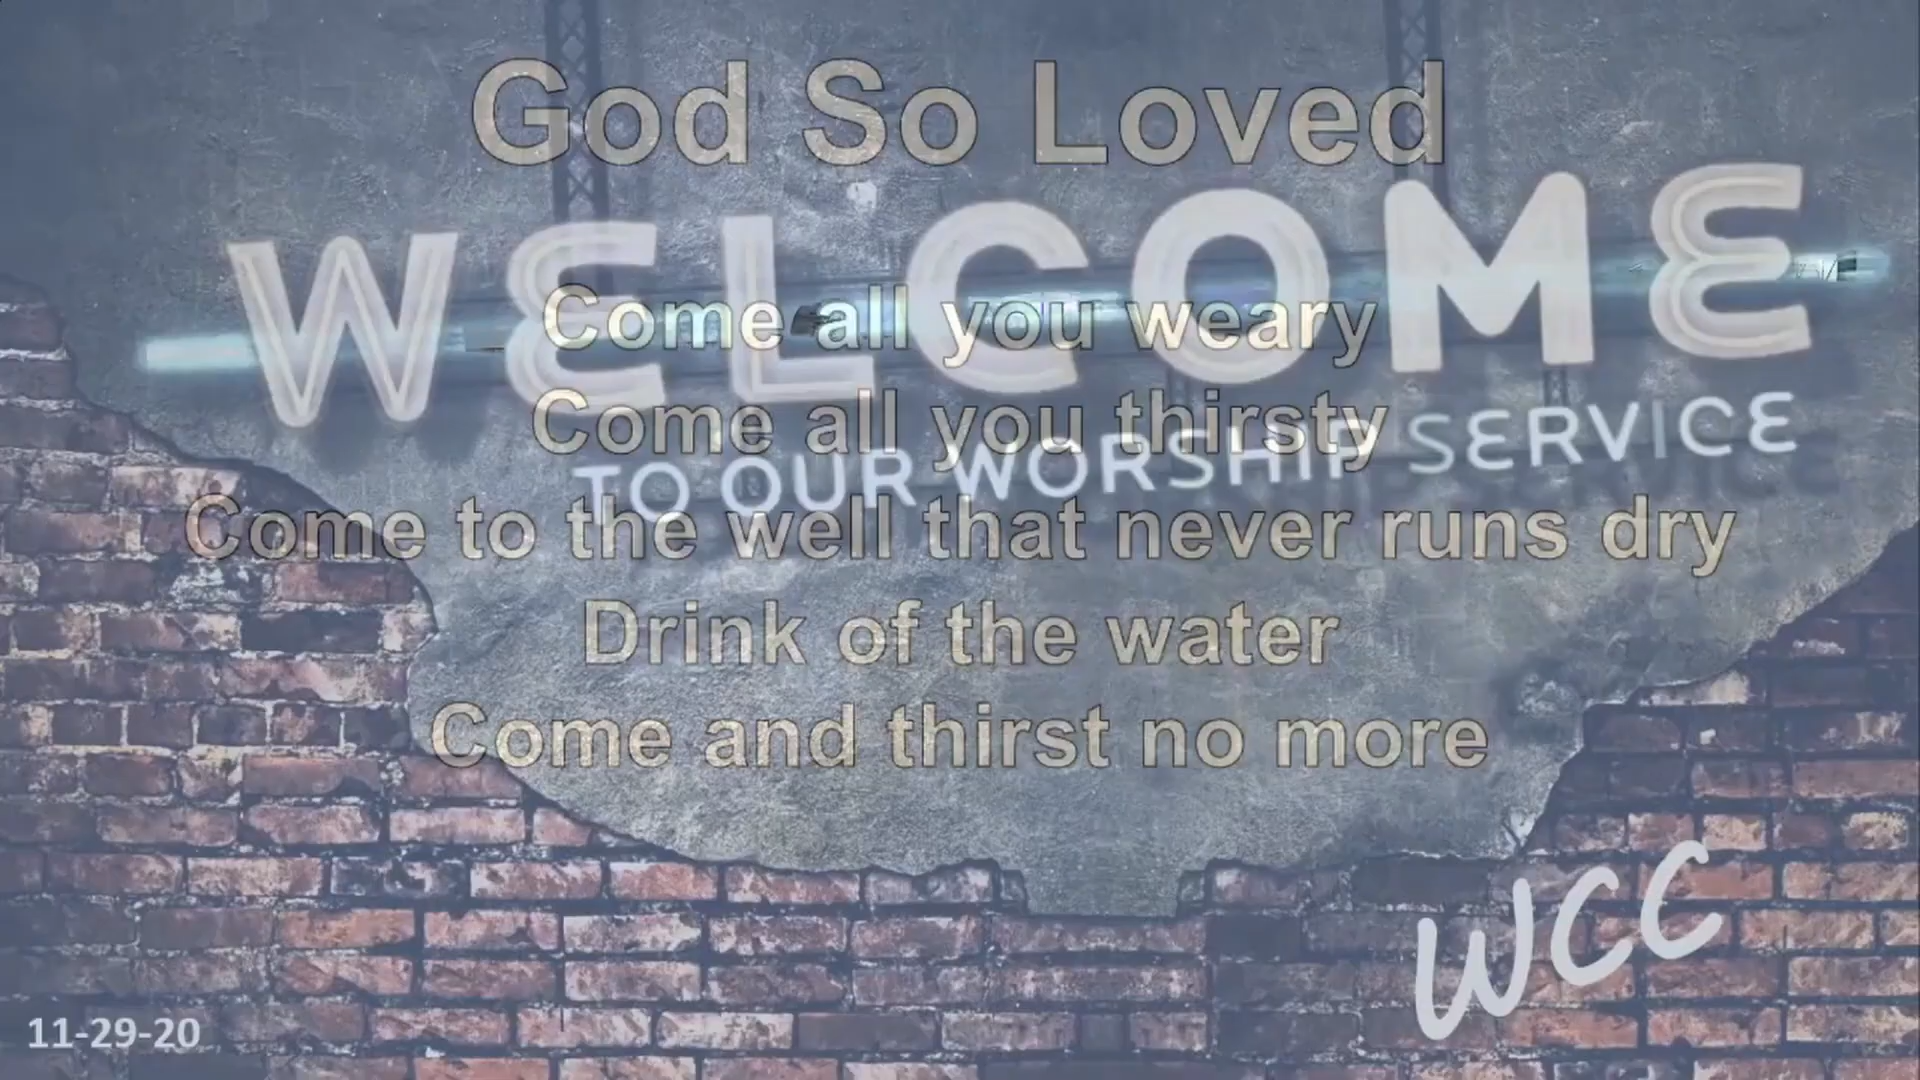 God So Loved
WELCOME
Come all you weary
Come all you thirsty
TO OUR WORSHIP SERVICE
Come to the well that never runs dry
Drink of the water
Come and thirst no more
WCC
11-29-20